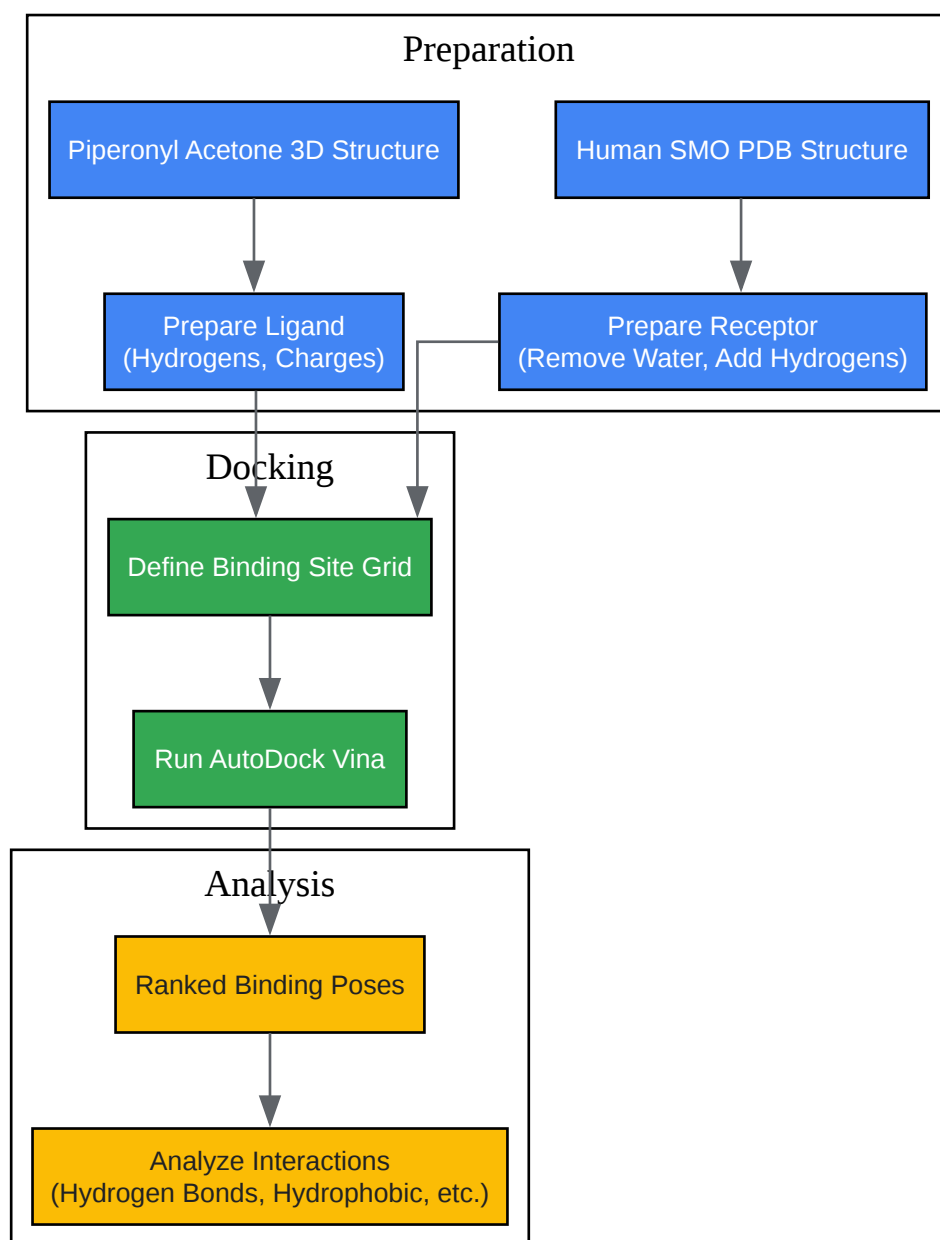 Preparation
Piperonyl Acetone 3D Structure
Human SMO PDB Structure
Prepare Ligand
(Hydrogens, Charges)
Prepare Receptor
(Remove Water, Add Hydrogens)
Docking
Define Binding Site Grid
Run AutoDock Vina
Analysis
Ranked Binding Poses
Analyze Interactions
(Hydrogen Bonds, Hydrophobic, etc.)